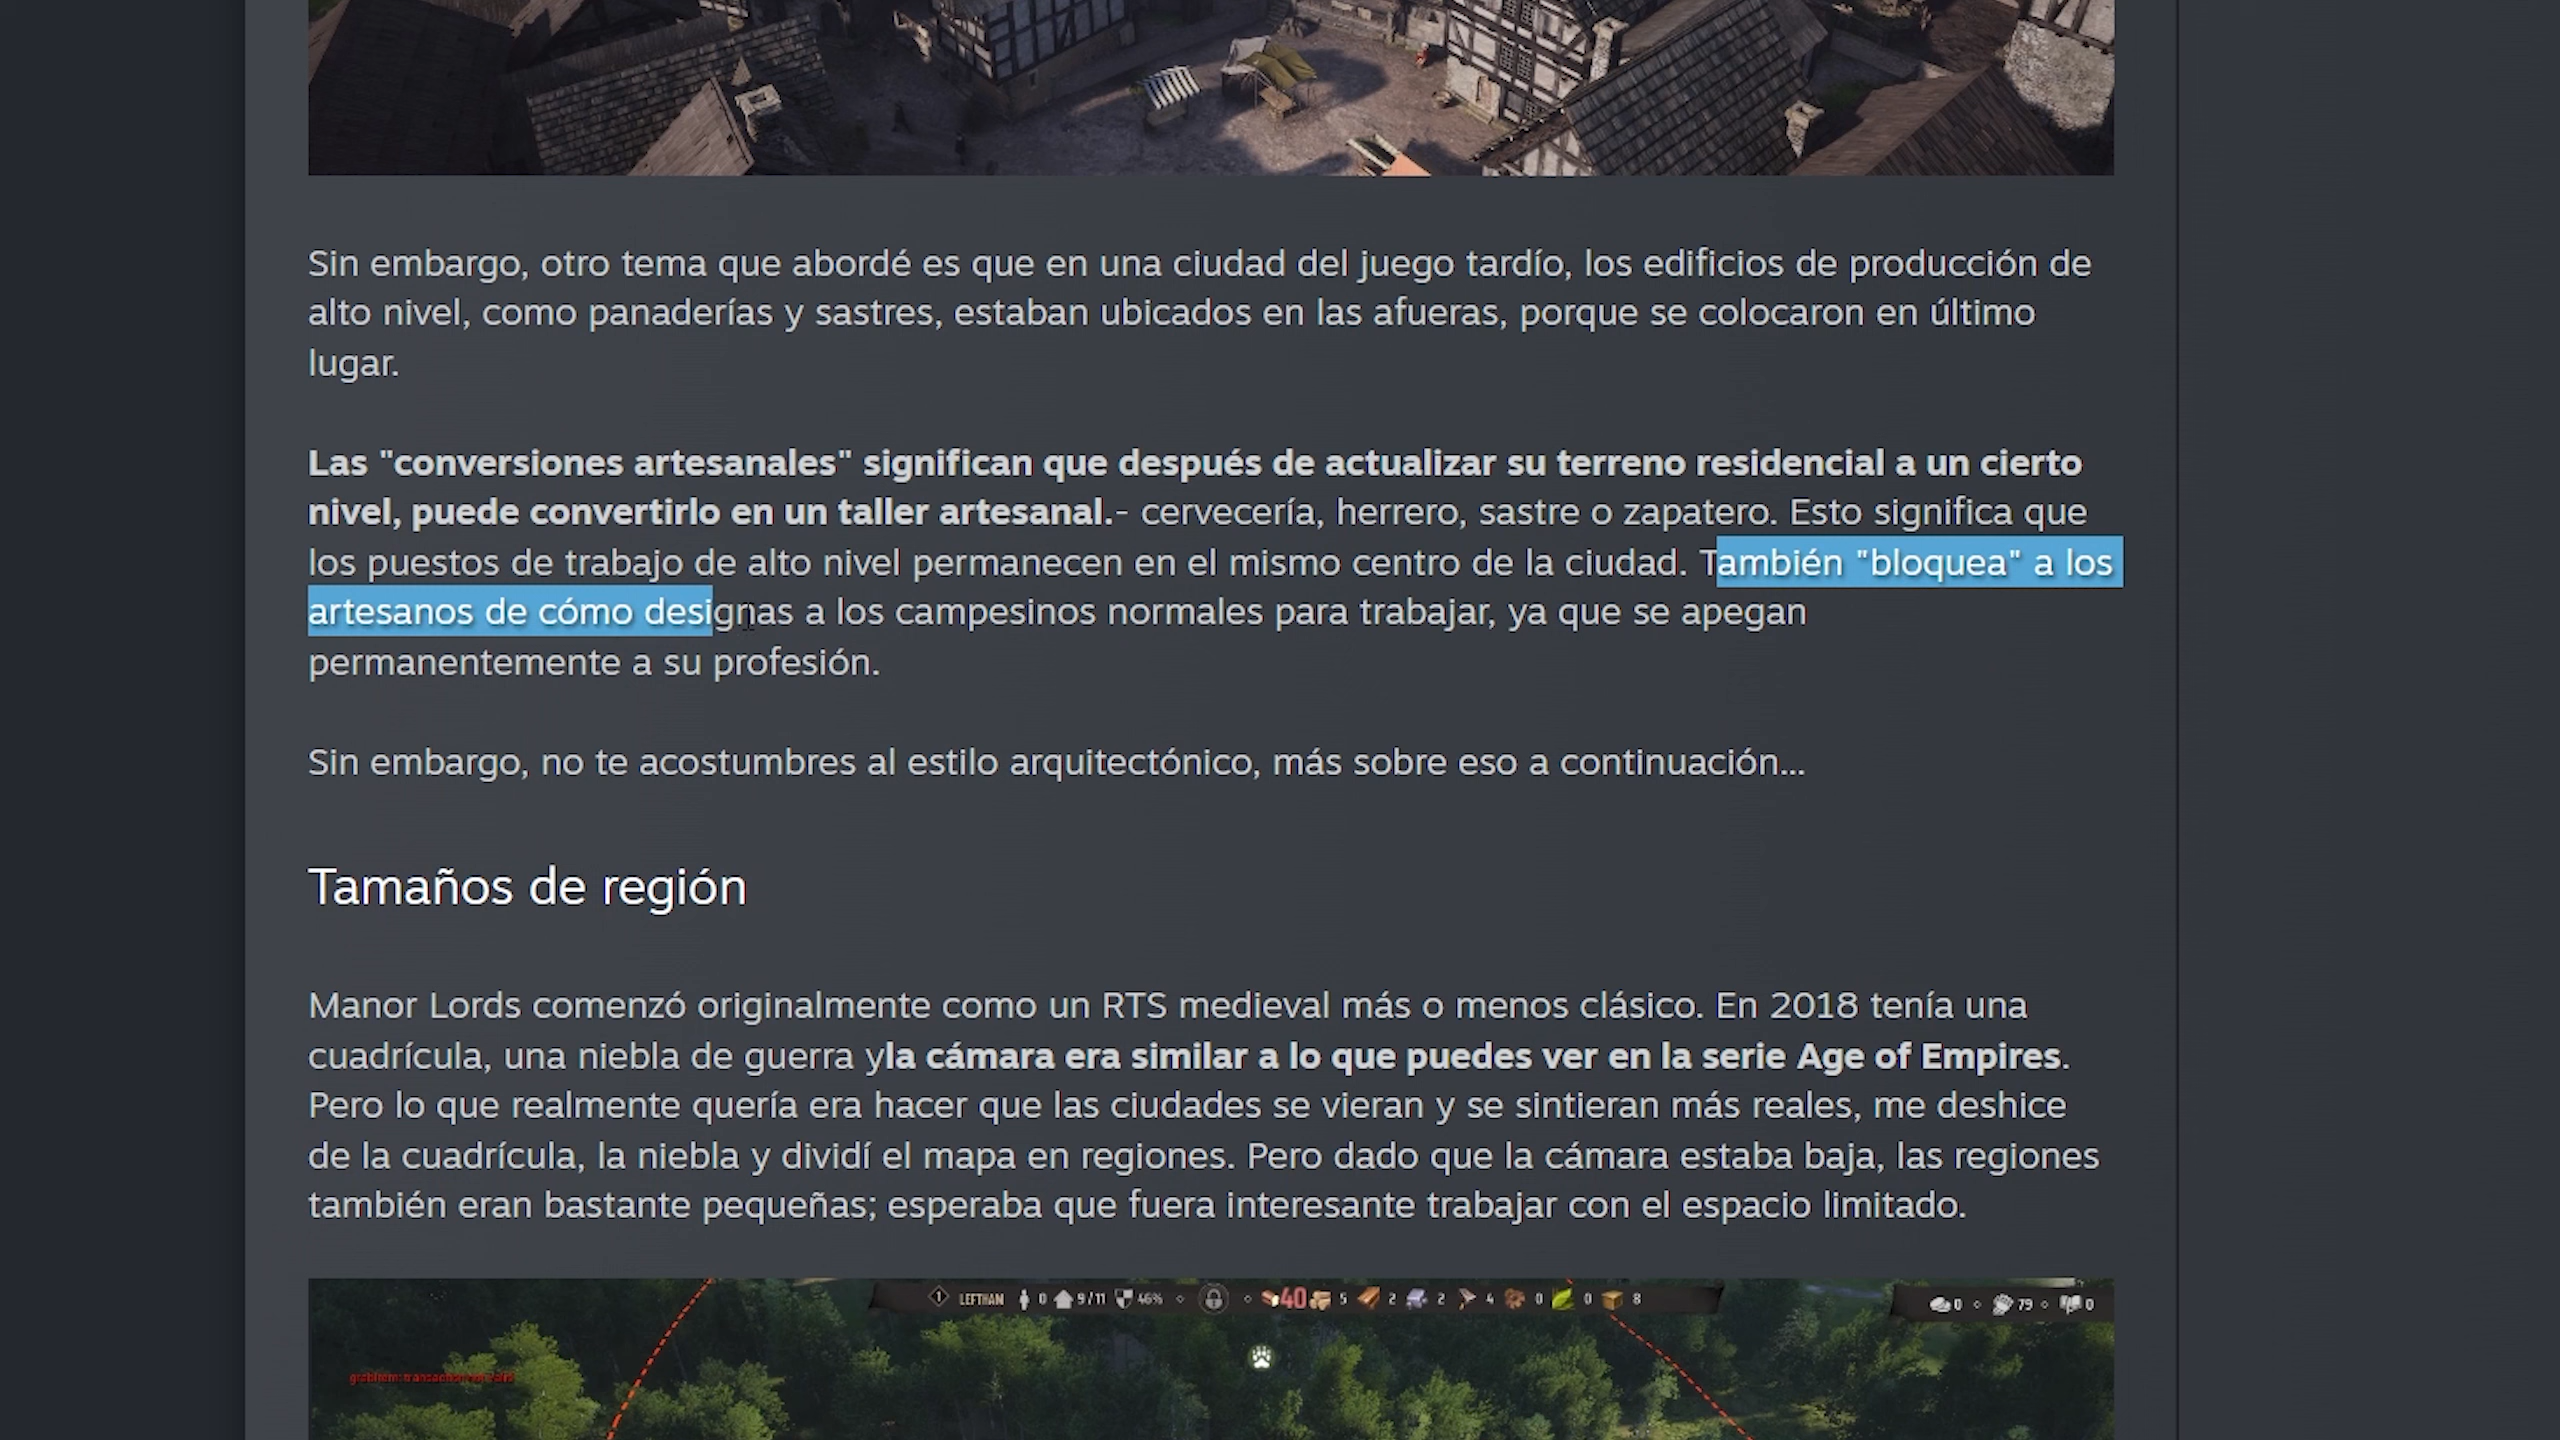 Sin embargo, otro tema que abordé es que en una ciudad del juego tardío, los edificios de producción de
alto nivel, como panaderías y sastres, estaban ubicados en las afueras, porque se colocaron en último
lugar.
Las "conversiones artesanales" significan que después de actualizar su terreno residencial a un cierto
nivel, puede convertirlo en un taller artesanal.- cervecería, herrero, sastre o zapatero. Esto significa que
los puestos de trabajo de alto nivel permanecen en el mismo centro de la ciudad. También "bloquea" a los
artesanos de cómo designas a los campesinos normales para trabajar, ya que se apegan
permanentemente a su profesión.
Sin embargo, no te acostumbres al estilo arquitectónico, más sobre eso a continuación...
Tamaños de región
Manor Lords comenzó originalmente como un RTS medieval más o menos clásico. En 2018 tenía una
cuadrícula, una niebla de guerra yla cámara era similar a lo que puedes ver en la serie Age of Empires.
Pero lo que realmente quería era hacer que las ciudades se vieran y se sintieran más reales, me deshice
de la cuadrícula, la niebla y dividí el mapa en regiones. Pero dado que la cámara estaba baja, las regiones
también eran bastante pequeñas; esperaba que fuera interesante trabajar con el espacio limitado.
1 LEFTHAN 0 9/11 46% 40 5 2 2 4 0 0 8
0 79 0